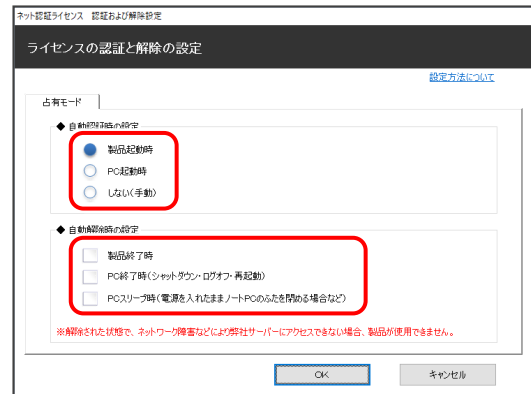 ネット認証ライセンス 認証および解除設定
ライセンスの認証と解除の設定
設定方法について
占有モード
◆ 自動認証時の設定
製品起動時
PC起動時
しない(手動)
◆ 自動解除時の設定
製品終了時
PC終了時(シャットダウン・ログオフ・再起動)
PCスリープ時(電源を入れたままノートPCのふたを閉める場合など)
※解除された状態で、ネットワーク障害などにより弊社サーバーにアクセスできない場合、製品が使用できません。
OK
キャンセル